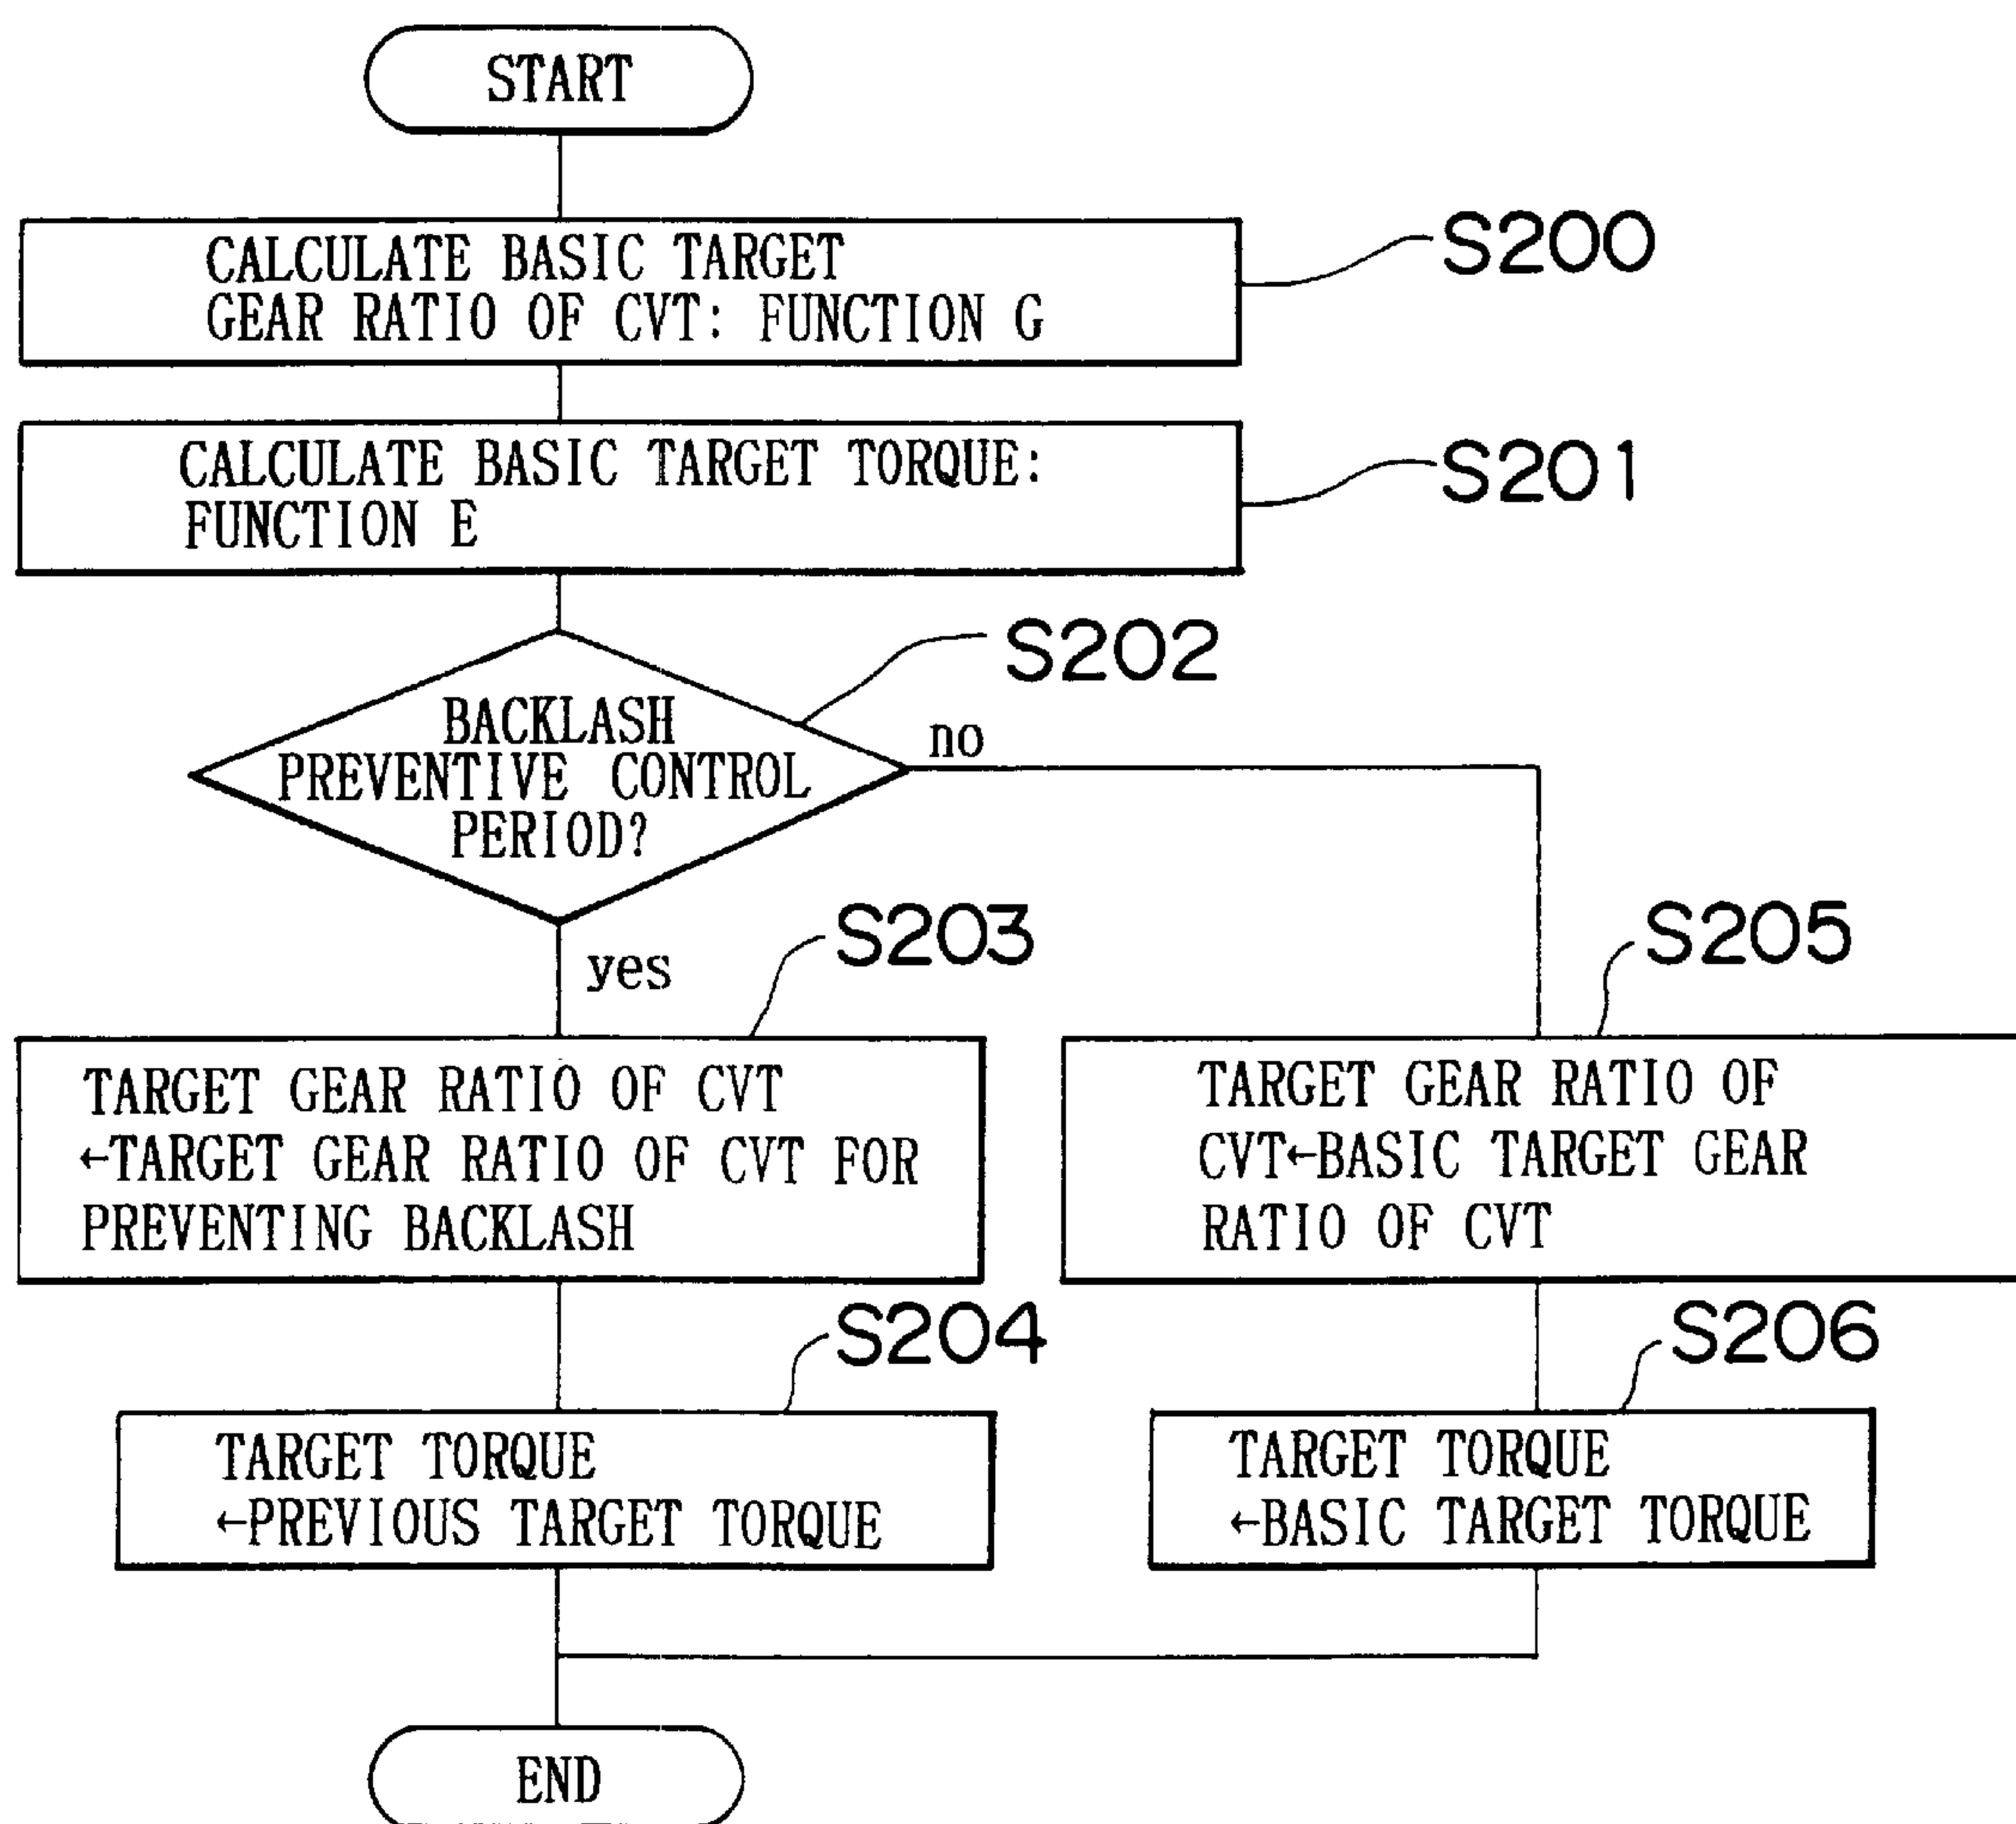 START
CALCULATE BASIC TARGET
GEAR RATIO OF CVT: FUNCTION G
S200
CALCULATE BASIC TARGET TORQUE:
FUNCTION E
S201
S202
BACKLASH
PREVENTIVE CONTROL
PERIOD?
no
yes
S203
TARGET GEAR RATIO OF CVT
←TARGET GEAR RATIO OF CVT FOR
PREVENTING BACKLASH
S205
TARGET GEAR RATIO OF
CVT←BASIC TARGET GEAR
RATIO OF CVT
S204
TARGET TORQUE
←PREVIOUS TARGET TORQUE
S206
TARGET TORQUE
←BASIC TARGET TORQUE
END